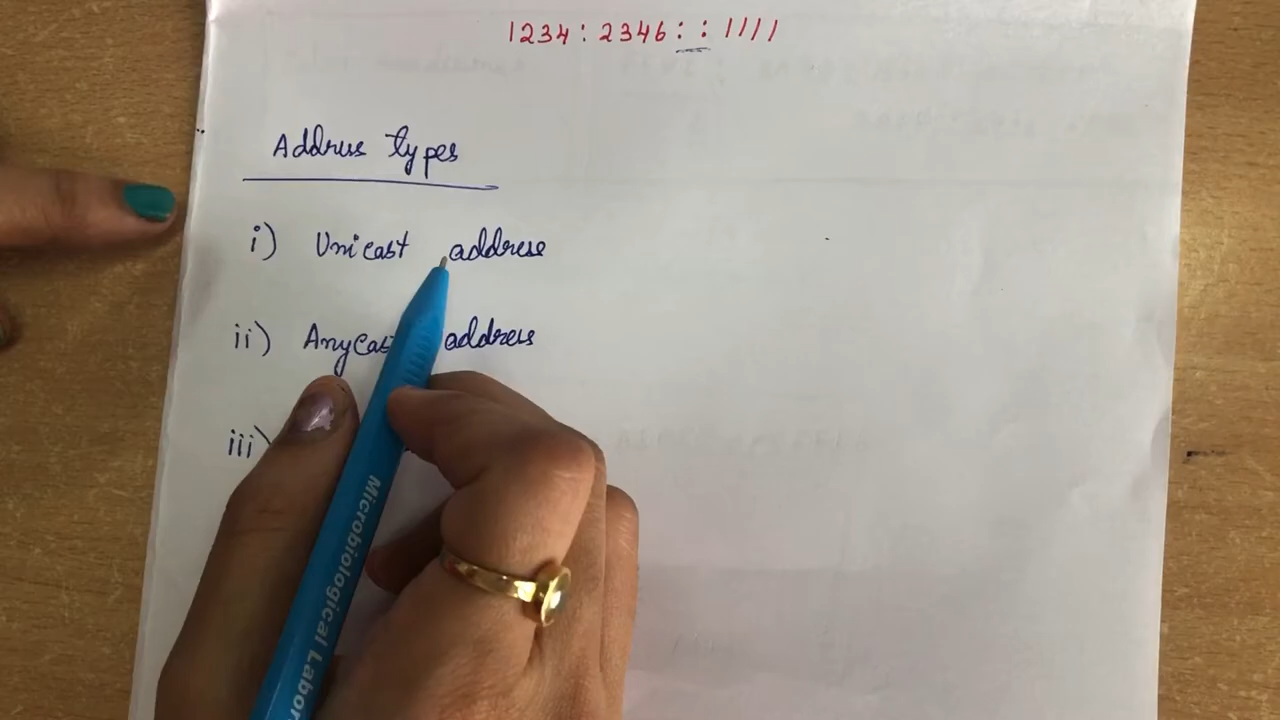 1234 : 2346 : : 1111
Address types
i) Unicast address
ii) Anycast address
iii)
Microbiological Labor